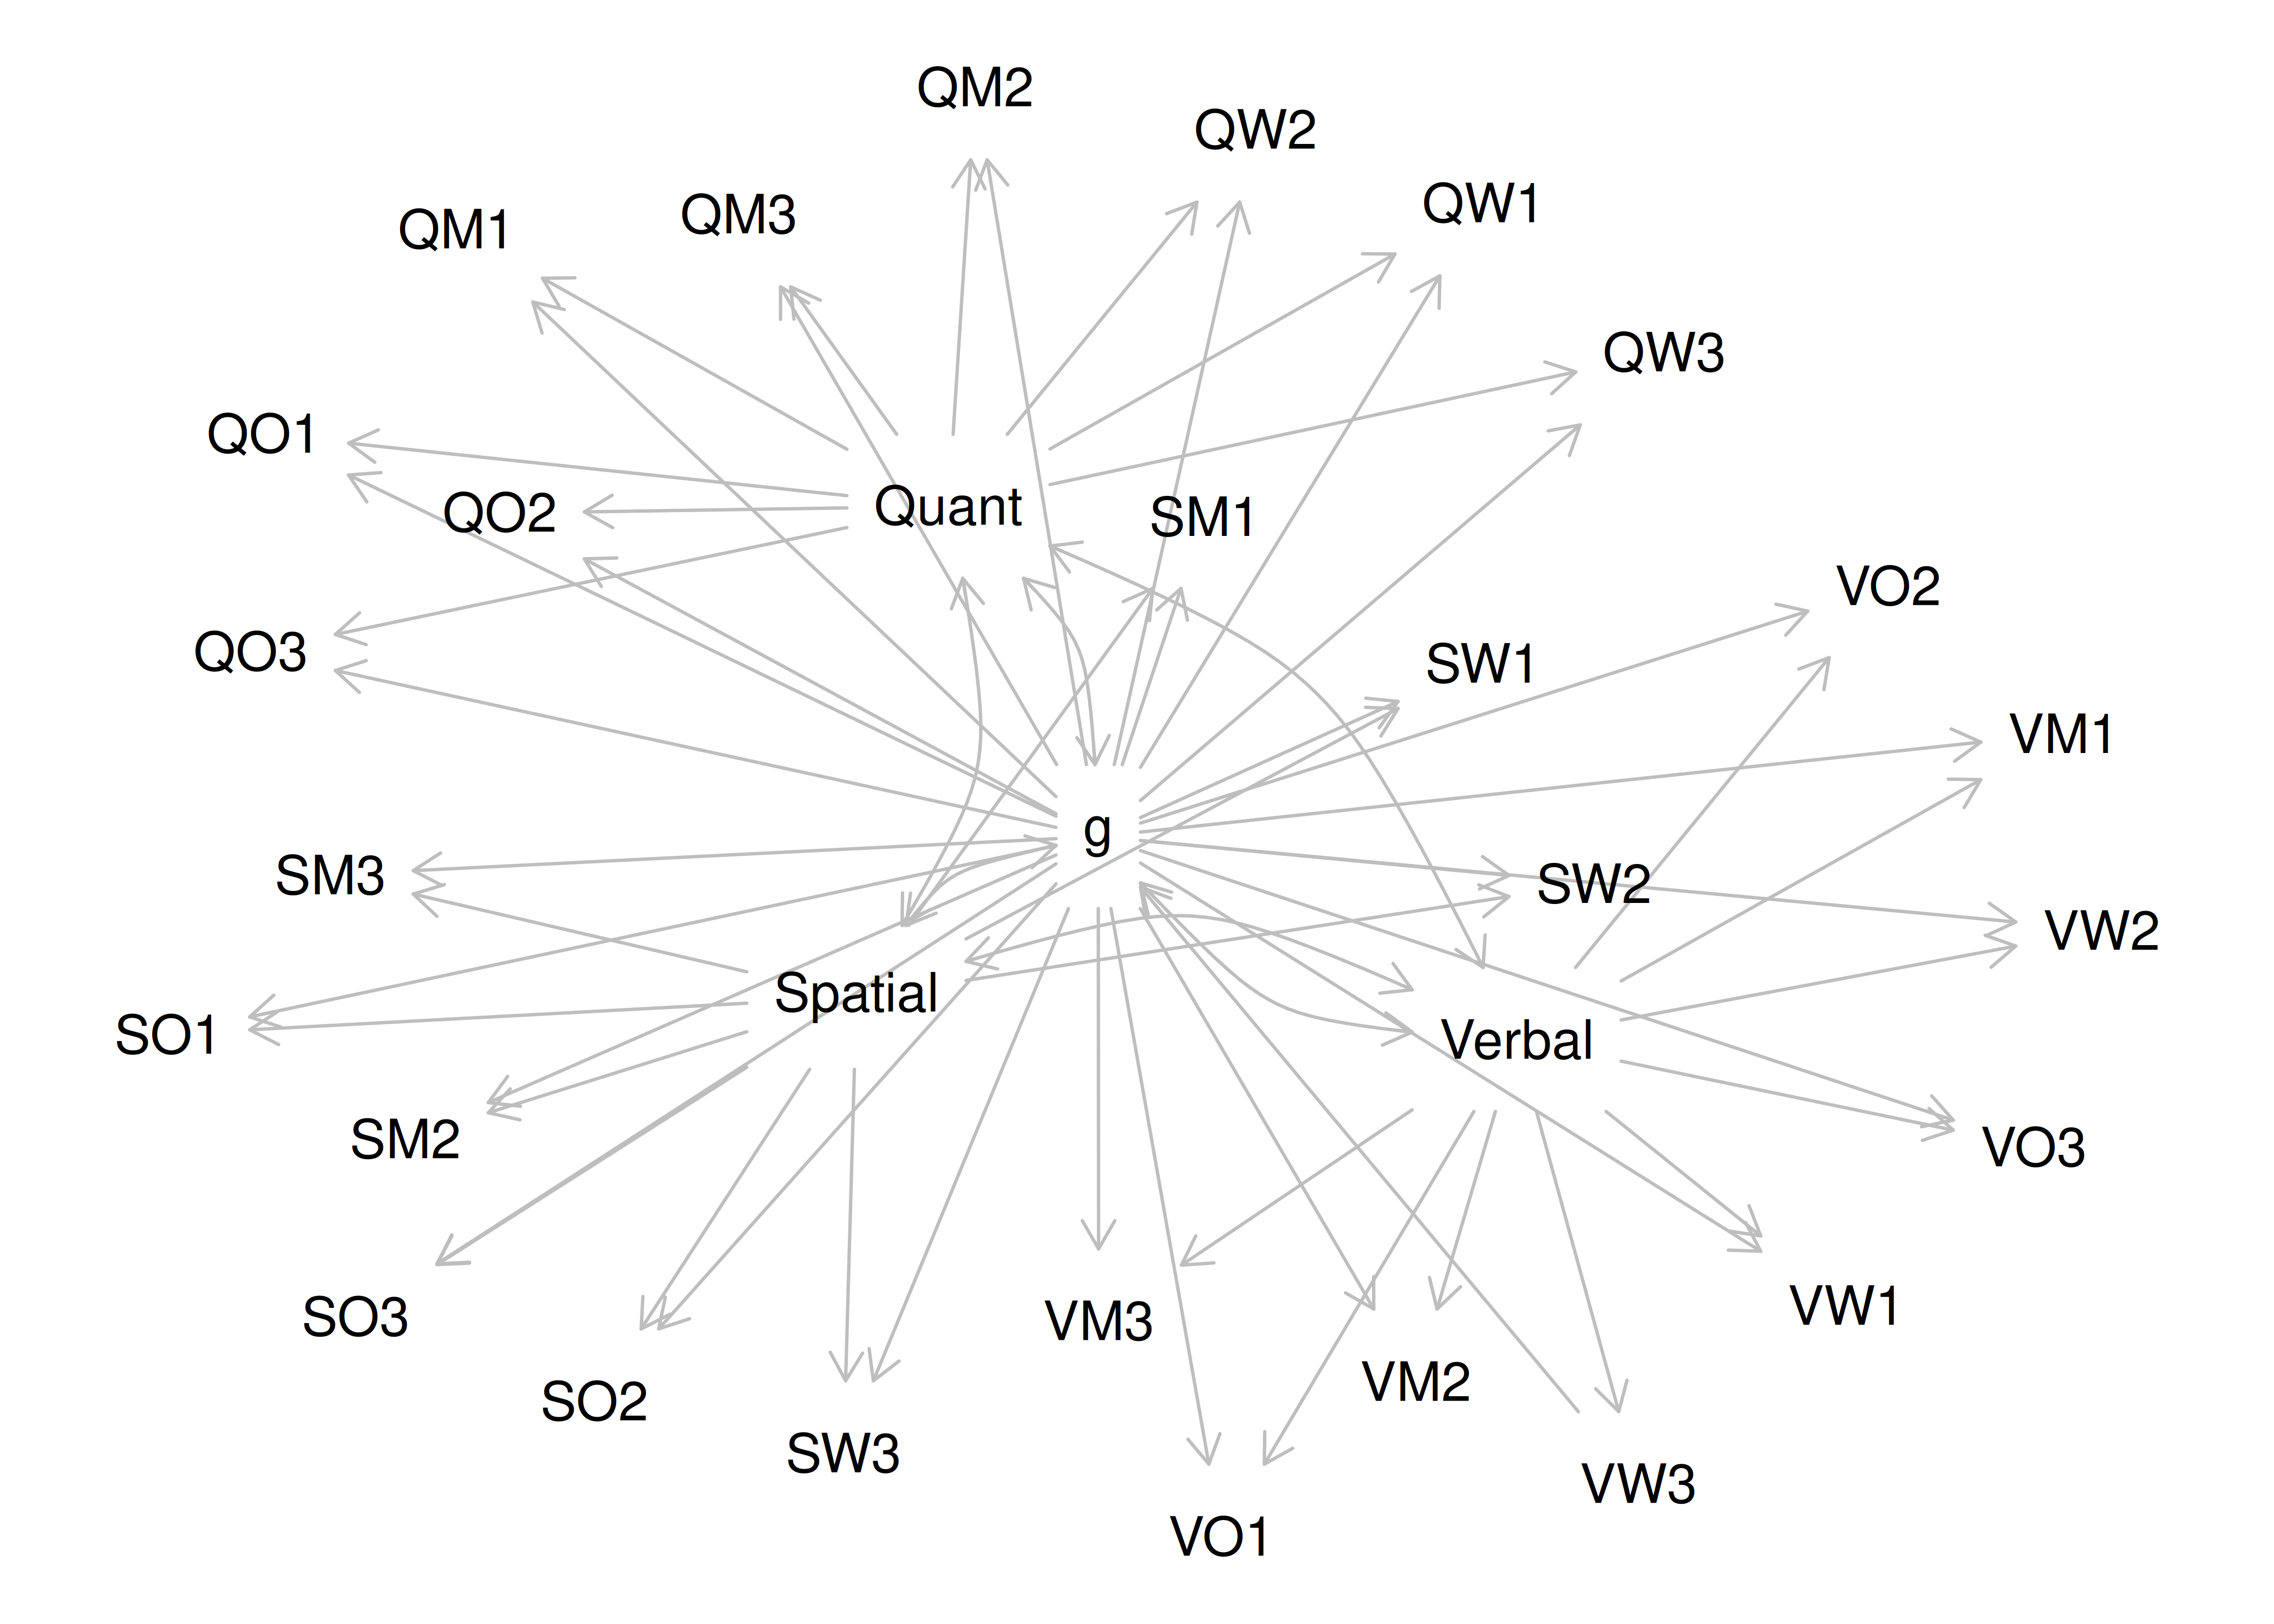 QM2
QW2
QW1
QM3
QM1
QW3
QO1
Quant
QO2
SM1
VO2
QO3
SW1
VM1
g
SM3
SW2
VW2
Spatial
SO1
Verbal
SM2
VO3
VW1
SO3
VM3
VM2
SO2
SW3
VW3
VO1